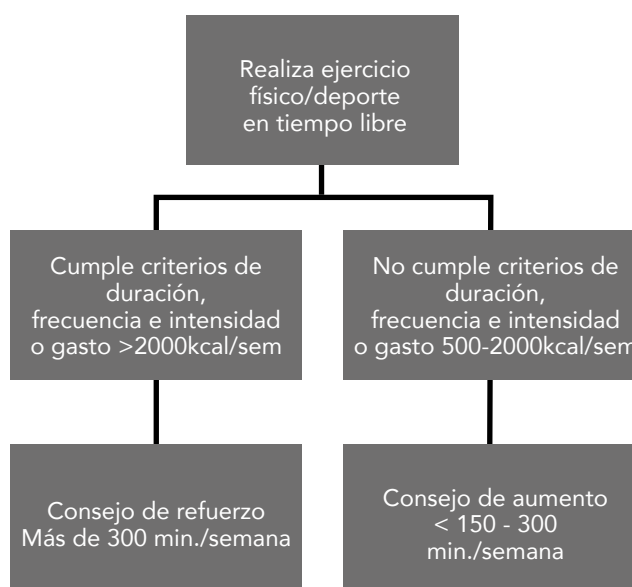 Realiza ejercicio
físico/deporte
en tiempo libre
Cumple criterios de
duración,
frecuencia e intensidad
o gasto >2000kcal/sem
No cumple criterios de
duración,
frecuencia e intensidad
o gasto 500-2000kcal/sem
Consejo de refuerzo
Más de 300 min./semana
Consejo de aumento
< 150 - 300
min./semana